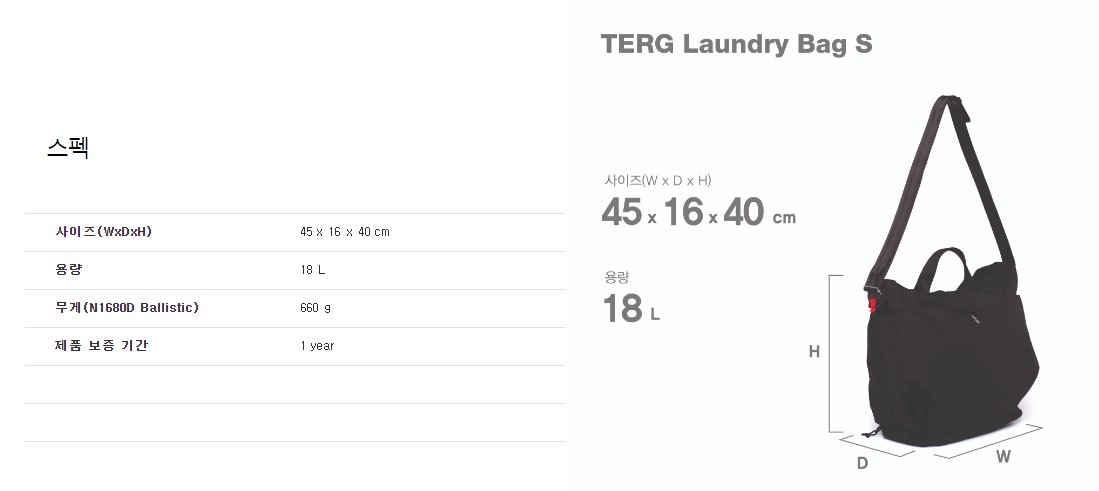 스펙
사이즈(WxDxH) 45 x 16 x 40 cm
용량 18 L
무게(N1680D Ballistic) 660 g
제품 보증 기간 1 year
TERG Laundry Bag S
사이즈(W x D x H)
45 x 16 x 40 cm
용량
18 L
H
D
W